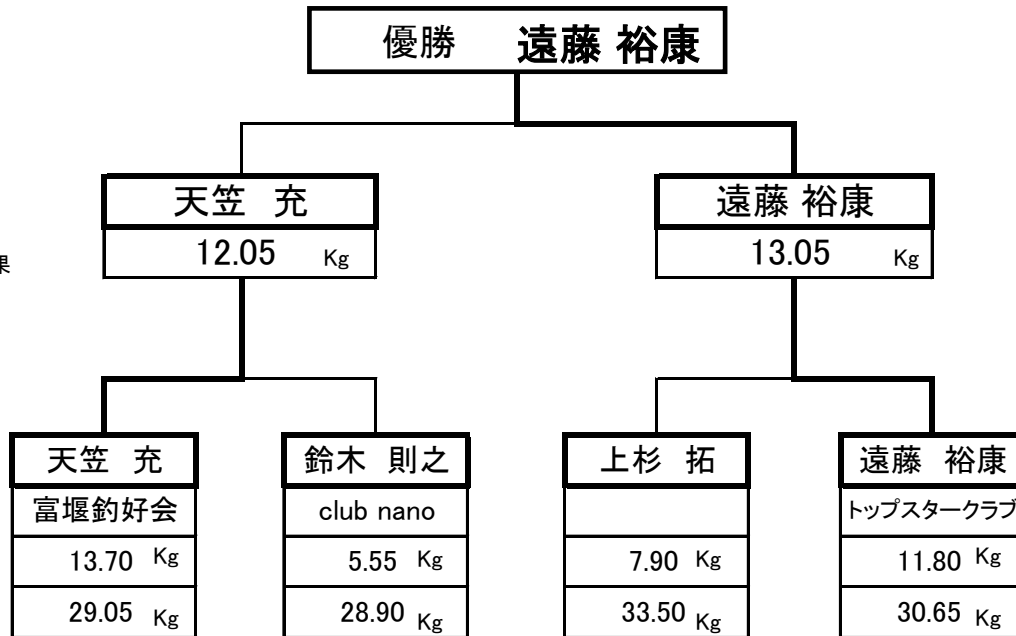 優勝 遠藤 裕康
天笠 充 遠藤 裕康
12.05 Kg 13.05 Kg
果
天笠 充 鈴木 則之 上杉 拓 遠藤 裕康
富堰釣好会 club nano トップスタークラブ
13.70 Kg 5.55 Kg 7.90 Kg 11.80 Kg
29.05 Kg 28.90 Kg 33.50 Kg 30.65 Kg